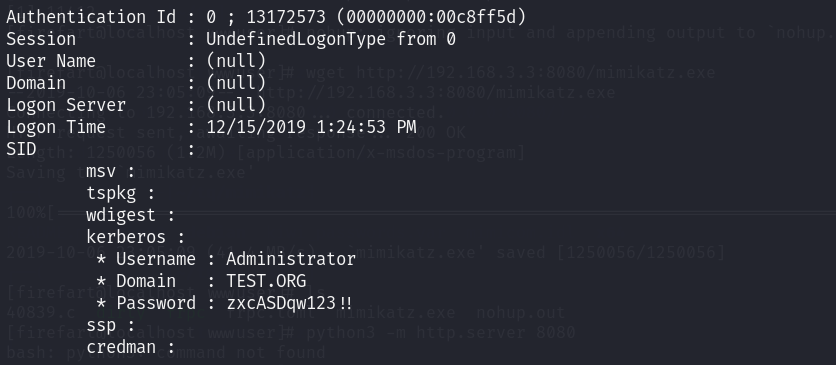 Authentication Id : 0 ; 13172573 (00000000:00c8ff5d)
Session           : UndefinedLogonType from 0
User Name         : (null)
Domain            : (null)
Logon Server      : (null)
Logon Time        : 12/15/2019 1:24:53 PM
SID               :
        msv :
        tspkg :
        wdigest :
        kerberos :
         * Username : Administrator
         * Domain   : TEST.ORG
         * Password : zxcASDqw123!!
        ssp :
        credman :